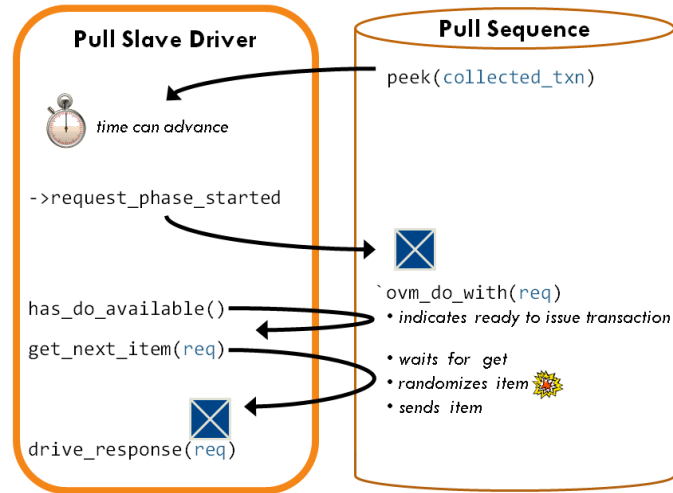 Pull Slave Driver
Pull Sequence
peek(collected_txn)
time can advance
->request_phase_started
`ovm_do_with(req)
has_do_available()
• indicates ready to issue transaction
get_next_item(req)
• waits for get
• randomizes item
• sends item
drive_response(req)